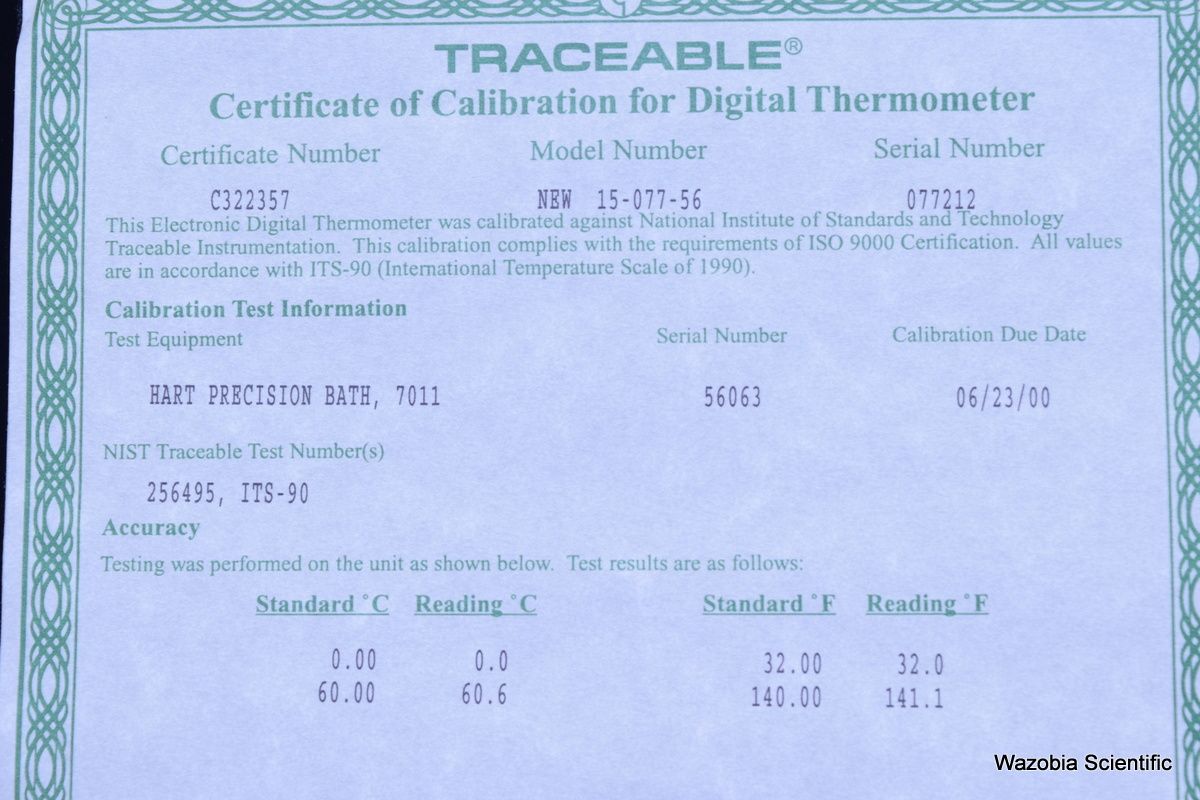 TRACEABLE®
Certificate of Calibration for Digital Thermometer
Certificate Number Model Number Serial Number
C322357 NEW 15-077-56 077212
This Electronic Digital Thermometer was calibrated against National Institute of Standards and Technology
Traceable Instrumentation. This calibration complies with the requirements of ISO 9000 Certification. All values
are in accordance with ITS-90 (International Temperature Scale of 1990).
Calibration Test Information
Test Equipment Serial Number Calibration Due Date
HART PRECISION BATH, 7011 56063 06/23/00
NIST Traceable Test Number(s)
256495, ITS-90
Accuracy
Testing was performed on the unit as shown below. Test results are as follows:
Standard °C Reading °C Standard °F Reading °F
0.00 0.0 32.00 32.0
60.00 60.6 140.00 141.1
Wazobia Scientific